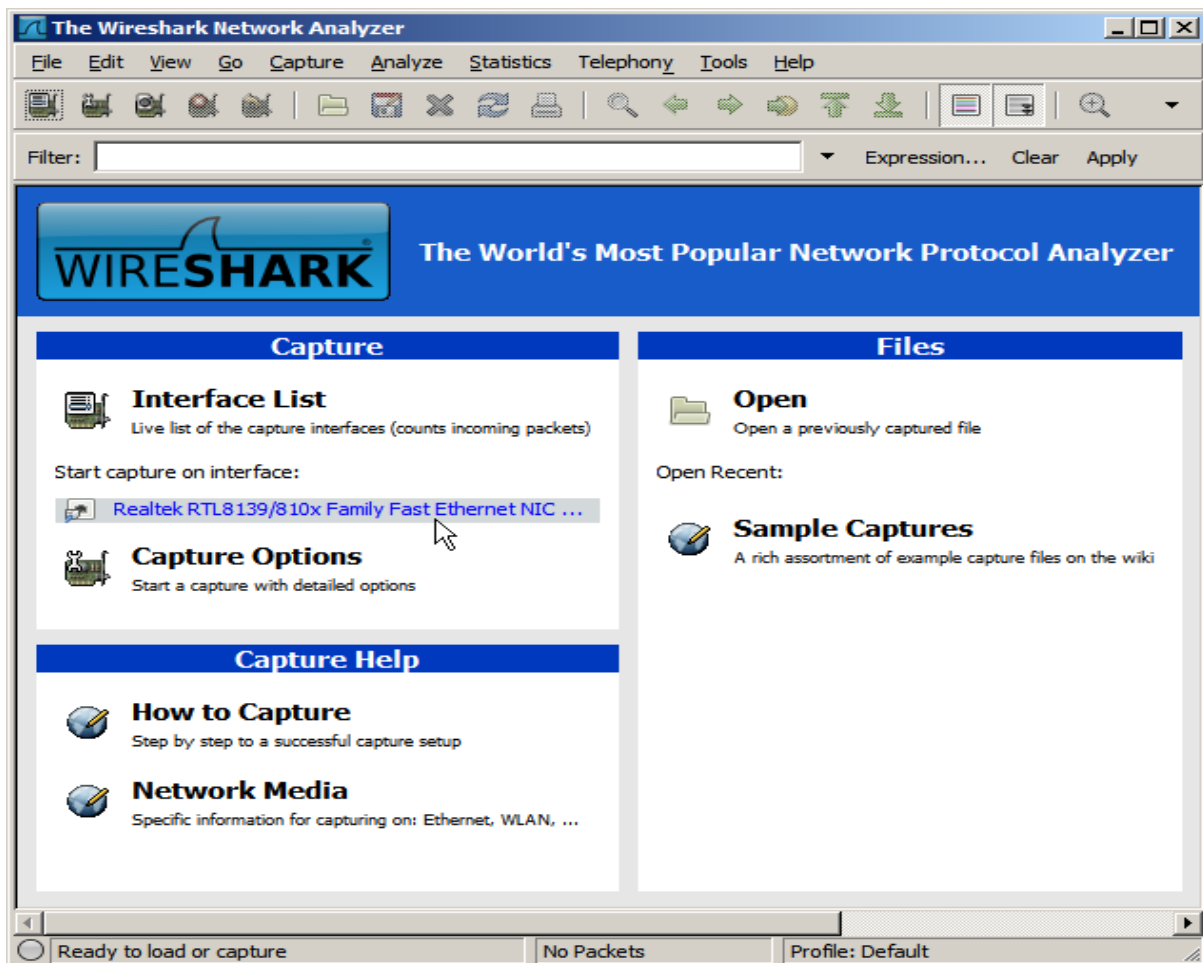 The Wireshark Network Analyzer
File Edit View Go Capture Analyze Statistics Telephony Tools Help
Filter: Expression... Clear Apply
WIRESHARK®
The World's Most Popular Network Protocol Analyzer
Capture
Interface List
Live list of the capture interfaces (counts incoming packets)
Start capture on interface:
Realtek RTL8139/810x Family Fast Ethernet NIC ...
Capture Options
Start a capture with detailed options
Capture Help
How to Capture
Step by step to a successful capture setup
Network Media
Specific information for capturing on: Ethernet, WLAN, ...
Files
Open
Open a previously captured file
Open Recent:
Sample Captures
A rich assortment of example capture files on the wiki
Ready to load or capture
No Packets
Profile: Default